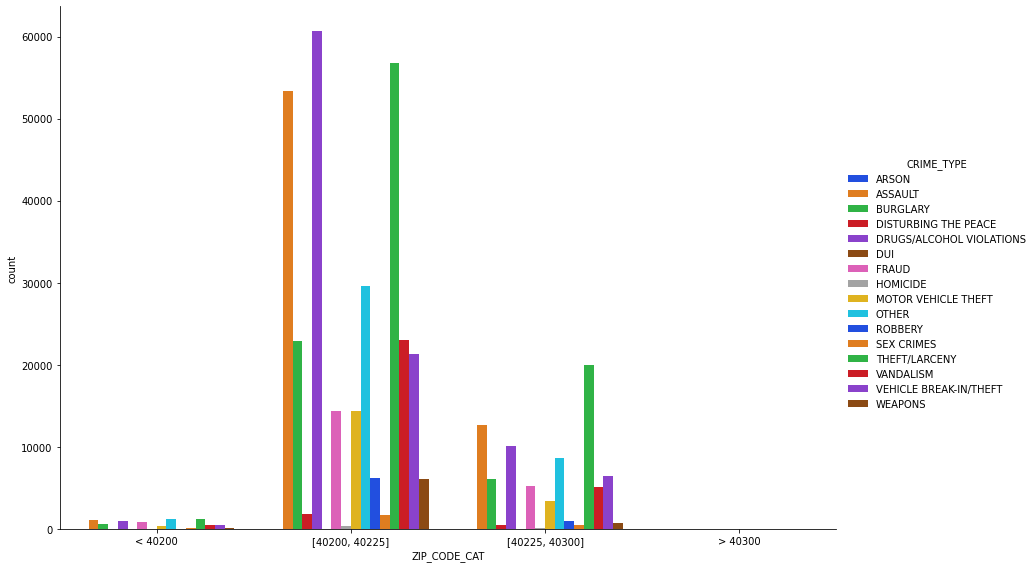 60000
50000
40000
30000
20000
10000
0
count
< 40200
[40200, 40225]
[40225, 40300]
> 40300
ZIP_CODE_CAT
CRIME_TYPE
ARSON
ASSAULT
BURGLARY
DISTURBING THE PEACE
DRUGS/ALCOHOL VIOLATIONS
DUI
FRAUD
HOMICIDE
MOTOR VEHICLE THEFT
OTHER
ROBBERY
SEX CRIMES
THEFT/LARCENY
VANDALISM
VEHICLE BREAK-IN/THEFT
WEAPONS